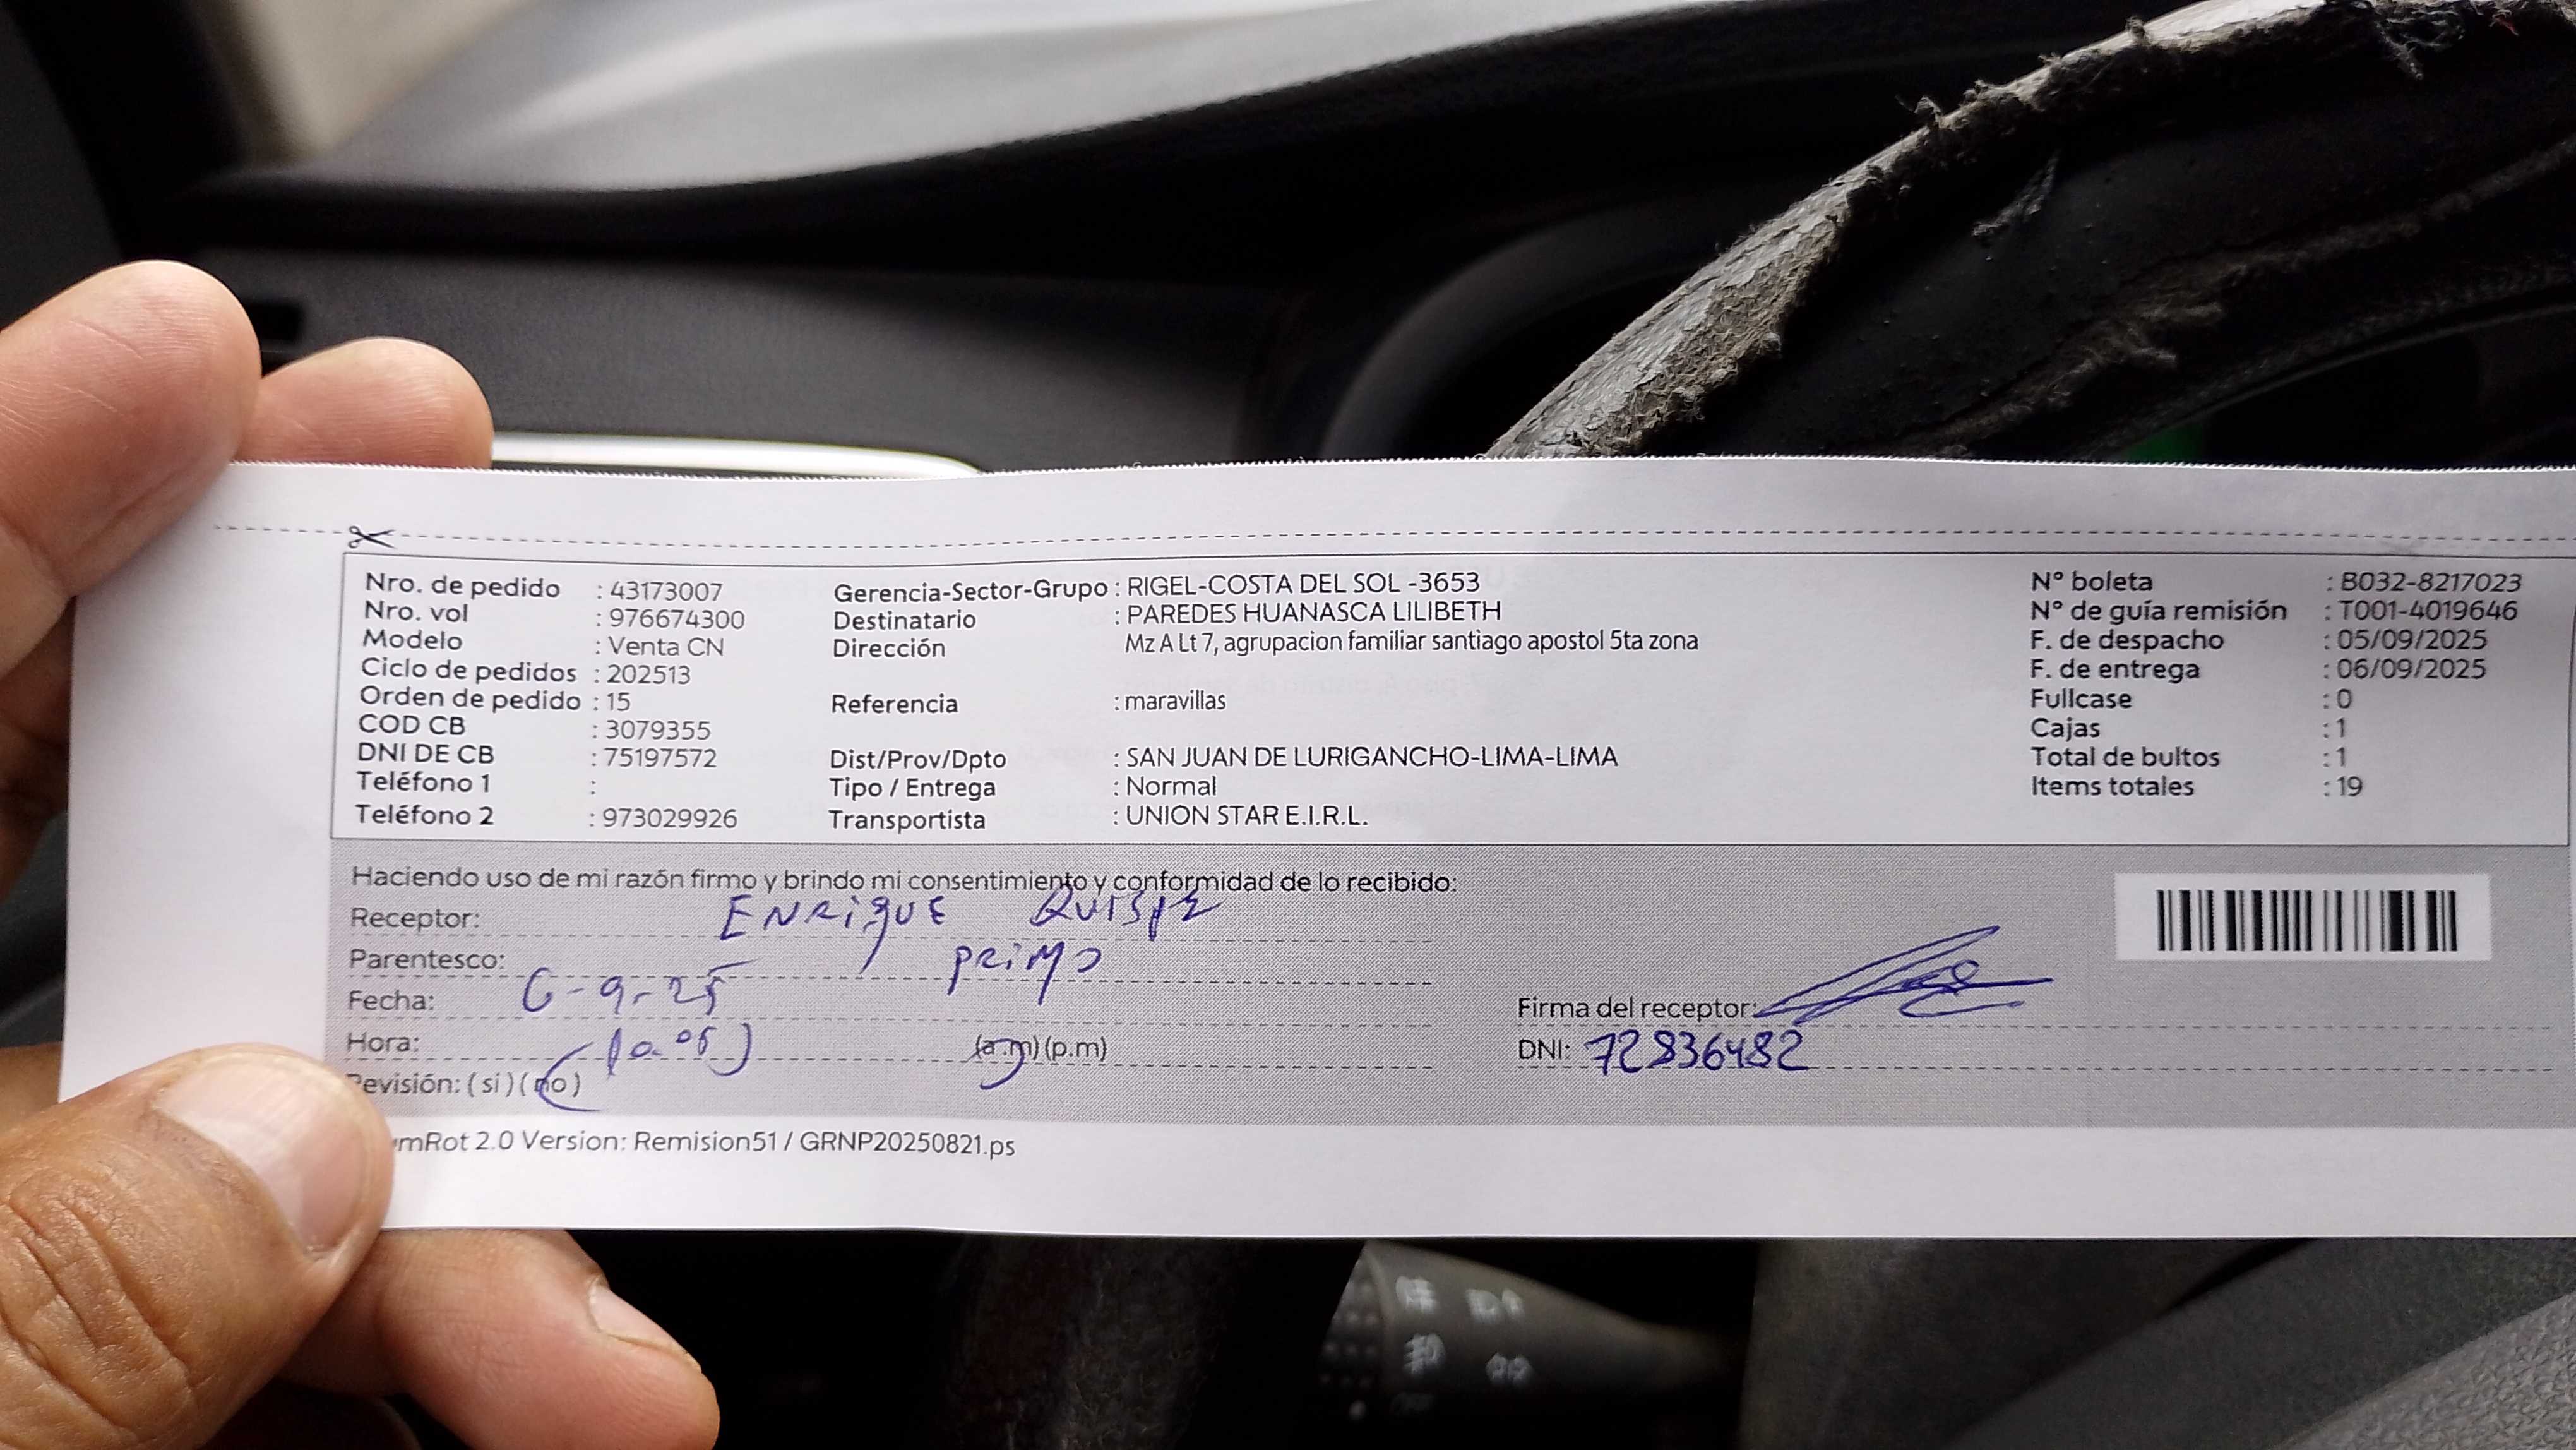 Nro. de pedido : 43173007
Nro. vol : 976674300
Modelo : Venta CN
Ciclo de pedidos : 202513
Orden de pedido : 15
COD CB : 3079355
DNI DE CB : 75197572
Teléfono 1 :
Teléfono 2 : 973029926
Gerencia-Sector-Grupo : RIGEL-COSTA DEL SOL -3653
Destinatario : PAREDES HUANASCA LILIBETH
Dirección Mz A Lt 7, agrupacion familiar santiago apostol 5ta zona
Referencia : maravillas
Dist/Prov/Dpto : SAN JUAN DE LURIGANCHO-LIMA-LIMA
Tipo / Entrega : Normal
Transportista : UNION STAR E.I.R.L.
N° boleta : B032-8217023
N° de guía remisión : T001-4019646
F. de despacho : 05/09/2025
F. de entrega : 06/09/2025
Fullcase : 0
Cajas : 1
Total de bultos : 1
Items totales : 19
Haciendo uso de mi razón firmo y brindo mi consentimiento y conformidad de lo recibido:
Receptor: ENRiqUE QUISPE
Parentesco: PRiMO
Fecha: 6-9-25
Hora: (10:05) (a.m) (p.m)
Revisión: ( si ) ( no )
Firma del receptor:
DNI: 72836482
mRot 2.0 Version: Remision51 / GRNP20250821.ps